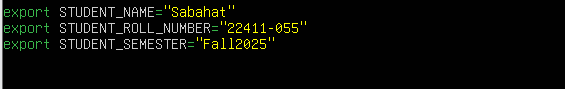 export STUDENT_NAME="Sabahat"
export STUDENT_ROLL_NUMBER="22411-055"
export STUDENT_SEMESTER="Fall2025"